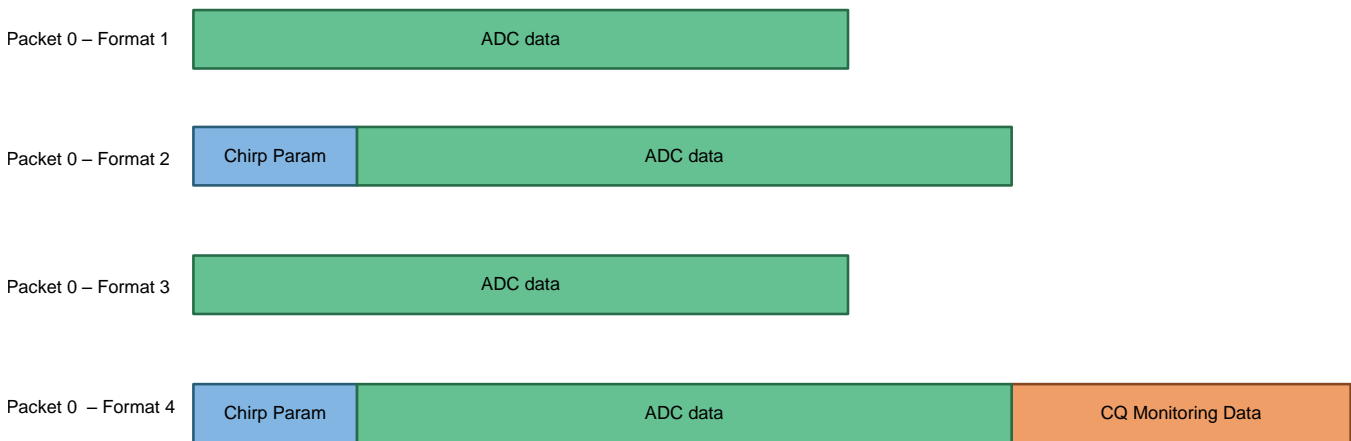 Packet 0 – Format 1 ADC data
Packet 0 – Format 2 Chirp Param ADC data
Packet 0 – Format 3 ADC data
Packet 0 – Format 4 Chirp Param ADC data CQ Monitoring Data